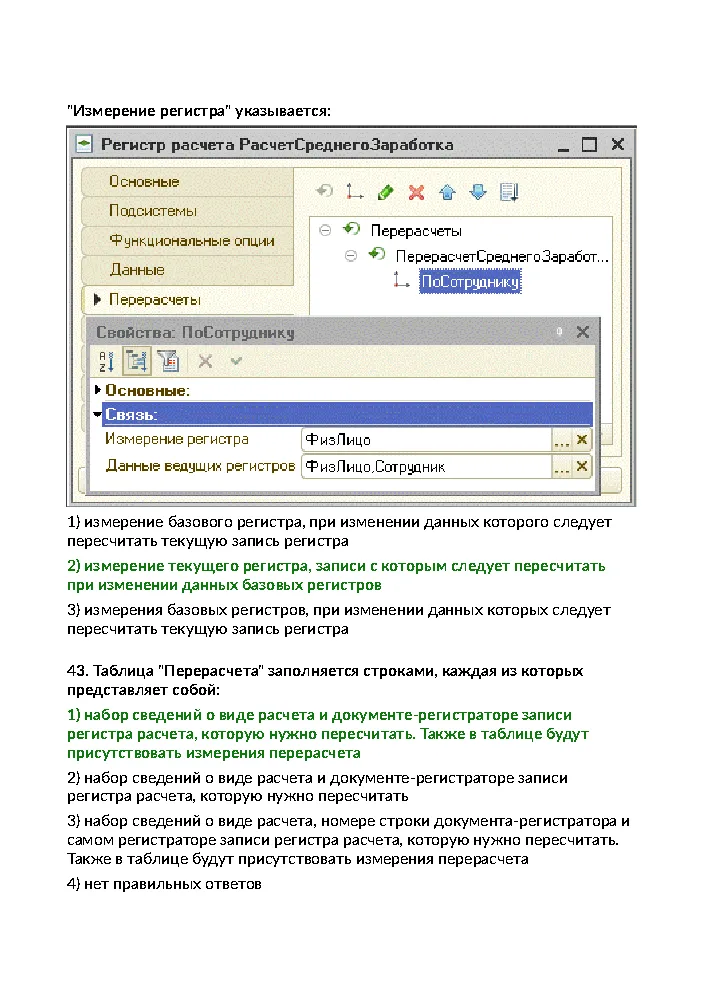 "Измерение регистра" указывается:
Регистр расчета РасчетСреднегоЗаработка
Основные
Подсистемы
Функциональные опции
Данные
Перерасчеты
Перерасчеты
ПерерасчетСреднегоЗаработ...
ПоСотруднику
Свойства: ПоСотруднику
Основные:
Связь:
Измерение регистра ФизЛицо ...
Данные ведущих регистров ФизЛицо,Сотрудник ...
1) измерение базового регистра, при изменении данных которого следует
пересчитать текущую запись регистра
2) измерение текущего регистра, записи с которым следует пересчитать
при изменении данных базовых регистров
3) измерения базовых регистров, при изменении данных которых следует
пересчитать текущую запись регистра
43. Таблица "Перерасчета" заполняется строками, каждая из которых
представляет собой:
1) набор сведений о виде расчета и документе-регистраторе записи
регистра расчета, которую нужно пересчитать. Также в таблице будут
присутствовать измерения перерасчета
2) набор сведений о виде расчета и документе-регистраторе записи
регистра расчета, которую нужно пересчитать
3) набор сведений о виде расчета, номере строки документа-регистратора и
самом регистраторе записи регистра расчета, которую нужно пересчитать.
Также в таблице будут присутствовать измерения перерасчета
4) нет правильных ответов